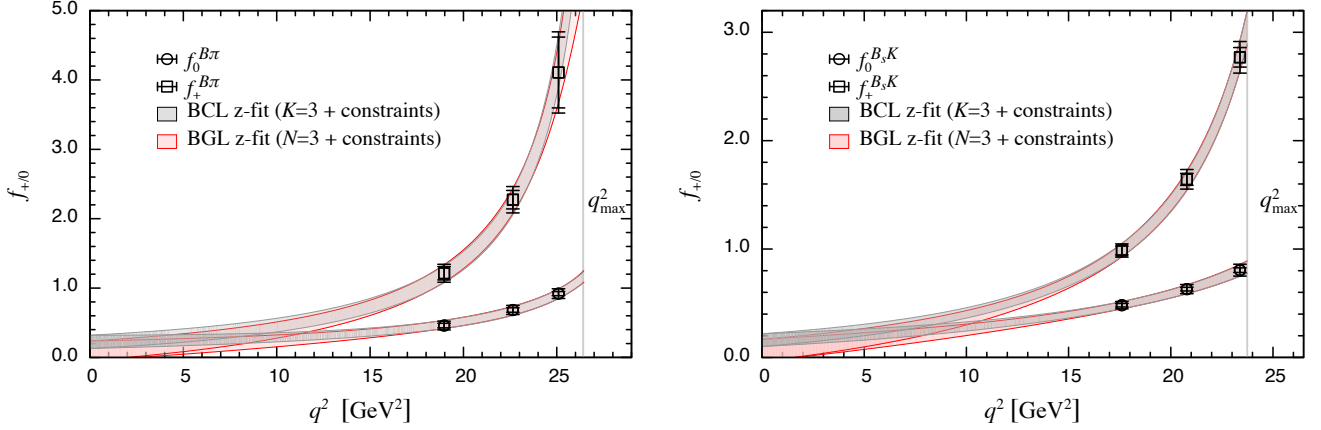 5.0
4.0
3.0
2.0
1.0
0.0
f+/0
f0Bπ
f+Bπ
BCL z-fit (K=3 + constraints)
BGL z-fit (N=3 + constraints)
q2max
0 5 10 15 20 25
q2 [GeV2]
3.0
2.0
1.0
0.0
f+/0
f0BsK
f+BsK
BCL z-fit (K=3 + constraints)
BGL z-fit (N=3 + constraints)
q2max
0 5 10 15 20 25
q2 [GeV2]